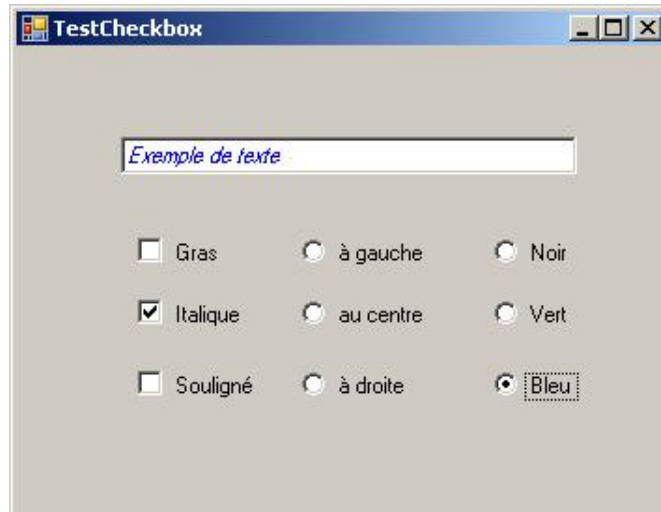 TestCheckbox
Exemple de texte
Gras à gauche Noir
Italique au centre Vert
Souligné à droite Bleu